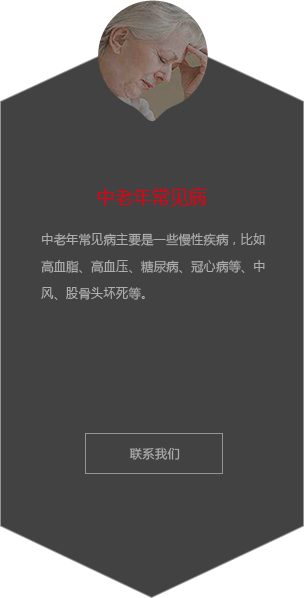 中老年常见病
中老年常见病主要是一些慢性疾病，比如
高血脂、高血压、糖尿病、冠心病等、中
风、股骨头坏死等。
联系我们